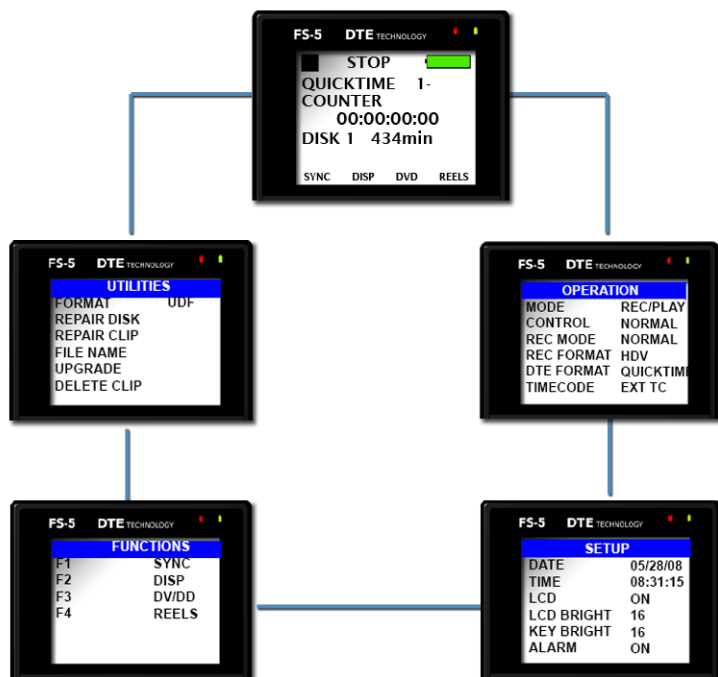 FS-5 DTE TECHNOLOGY
STOP
QUICKTIME 1-
COUNTER
00:00:00:00
DISK 1 434min
SYNC DISP DVD REELS
FS-5 DTE TECHNOLOGY
UTILITIES
FORMAT UDF
REPAIR DISK
REPAIR CLIP
FILE NAME
UPGRADE
DELETE CLIP
FS-5 DTE TECHNOLOGY
OPERATION
MODE REC/PLAY
CONTROL NORMAL
REC MODE NORMAL
REC FORMAT HDV
DTE FORMAT QUICKTIME
TIMECODE EXT TC
FS-5 DTE TECHNOLOGY
FUNCTIONS
F1 SYNC
F2 DISP
F3 DV/DD
F4 REELS
FS-5 DTE TECHNOLOGY
SETUP
DATE 05/28/08
TIME 08:31:15
LCD ON
LCD BRIGHT 16
KEY BRIGHT 16
ALARM ON